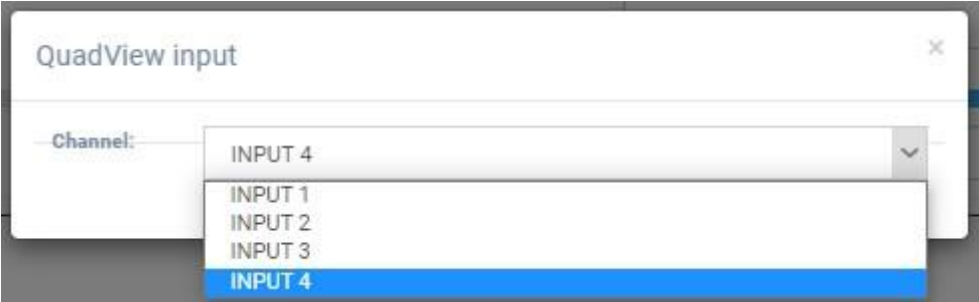 QuadView input
×
Channel:
INPUT 4
INPUT 1
INPUT 2
INPUT 3
INPUT 4